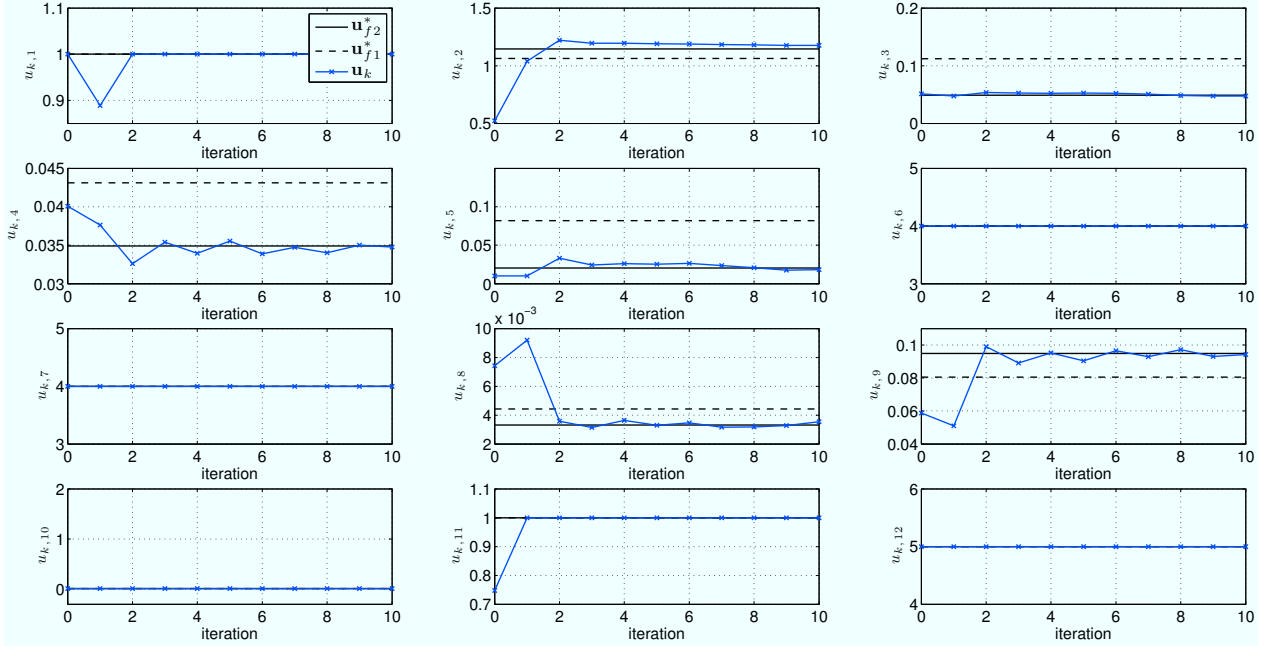 1.1
1
0.9
u_{k,1}
0 2 4 6 8 10
iteration
u*_{f2}
u*_{f1}
u_k
1.5
1
0.5
u_{k,2}
0 2 4 6 8 10
iteration
0.2
0.1
0
u_{k,3}
0 2 4 6 8 10
iteration
0.045
0.04
0.035
0.03
u_{k,4}
0 2 4 6 8 10
iteration
0.1
0.05
0
u_{k,5}
0 2 4 6 8 10
iteration
5
4
3
u_{k,6}
0 2 4 6 8 10
iteration
5
4
3
u_{k,7}
0 2 4 6 8 10
iteration
x 10⁻³
10
8
6
4
2
u_{k,8}
0 2 4 6 8 10
iteration
0.1
0.08
0.06
0.04
u_{k,9}
0 2 4 6 8 10
iteration
2
1
0
u_{k,10}
0 2 4 6 8 10
iteration
1.1
1
0.9
0.8
0.7
u_{k,11}
0 2 4 6 8 10
iteration
6
5
4
u_{k,12}
0 2 4 6 8 10
iteration